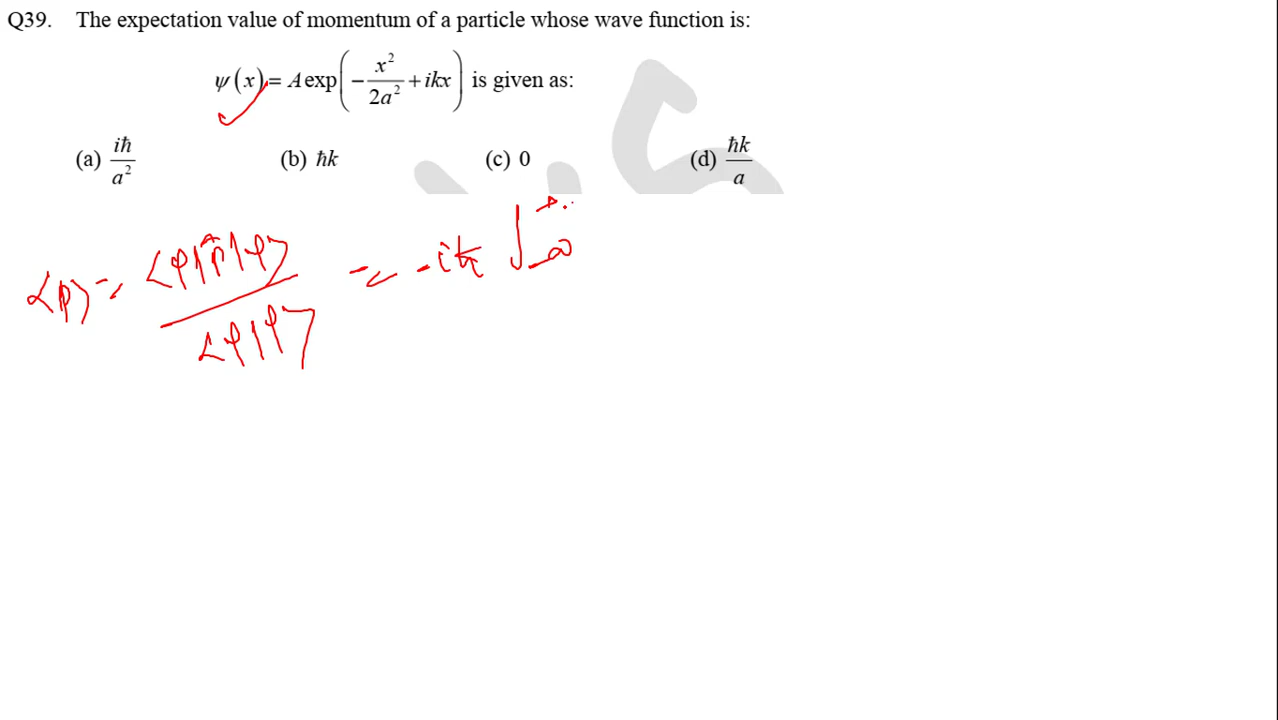 Q39. The expectation value of momentum of a particle whose wave function is:
ψ(x) = A exp(−x²/2a² + ikx) is given as:
(a) iħ/a² (b) ħk (c) 0 (d) ħk/a
<p> = <ψ|p̂|ψ>/<ψ|ψ> = -iħ ∫_-∞^+